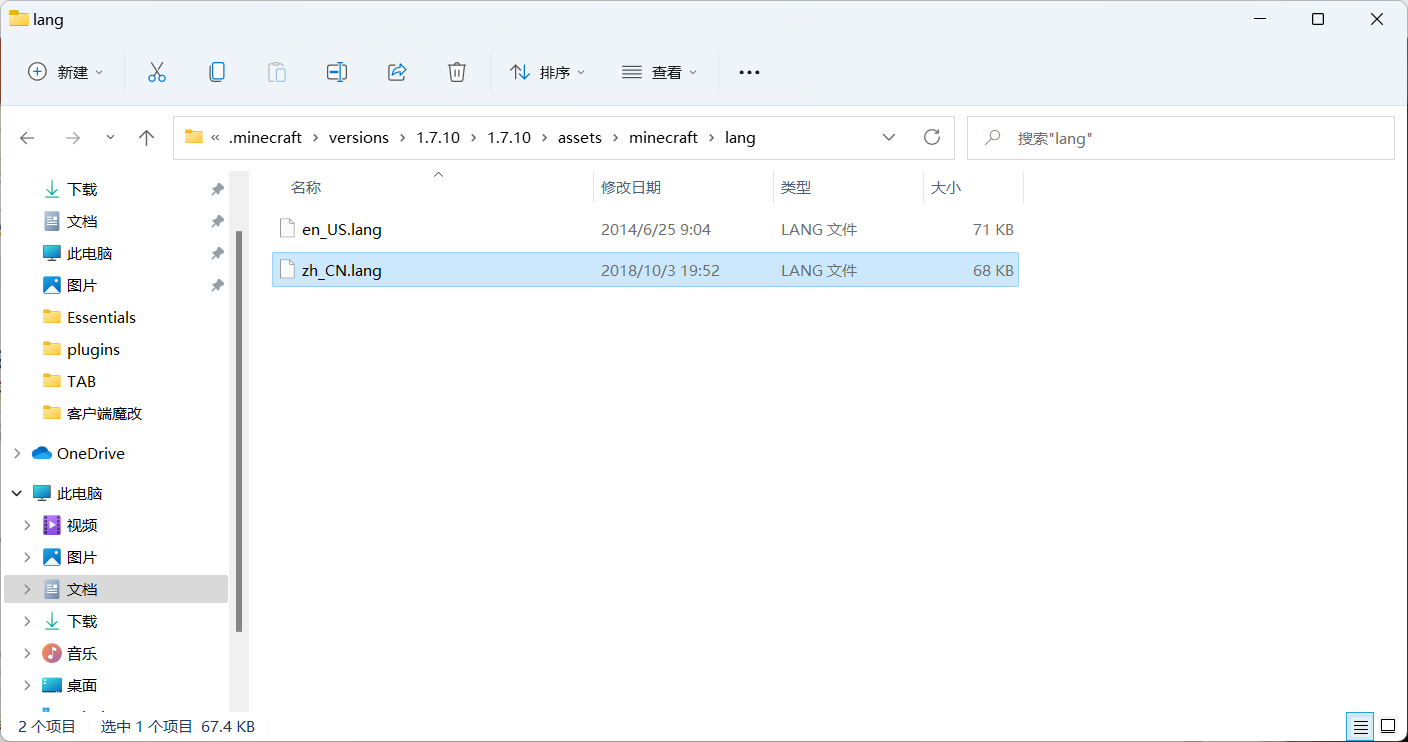 lang
新建
排序
查看
« .minecraft › versions › 1.7.10 › 1.7.10 › assets › minecraft › lang
搜索"lang"
下载
文档
此电脑
图片
Essentials
plugins
TAB
客户端魔改
OneDrive
此电脑
视频
图片
文档
下载
音乐
桌面
名称 修改日期 类型 大小
en_US.lang 2014/6/25 9:04 LANG 文件 71 KB
zh_CN.lang 2018/10/3 19:52 LANG 文件 68 KB
2 个项目 选中 1 个项目 67.4 KB